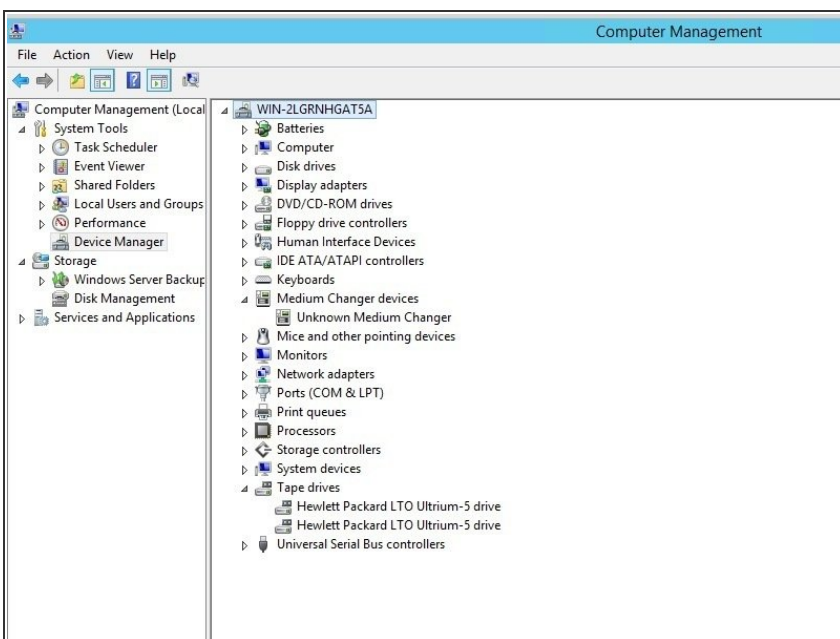 Computer Management
File Action View Help
Computer Management (Local
System Tools
Task Scheduler
Event Viewer
Shared Folders
Local Users and Groups
Performance
Device Manager
Storage
Windows Server Backup
Disk Management
Services and Applications
WIN-2LGRNHGAT5A
Batteries
Computer
Disk drives
Display adapters
DVD/CD-ROM drives
Floppy drive controllers
Human Interface Devices
IDE ATA/ATAPI controllers
Keyboards
Medium Changer devices
Unknown Medium Changer
Mice and other pointing devices
Monitors
Network adapters
Ports (COM & LPT)
Print queues
Processors
Storage controllers
System devices
Tape drives
Hewlett Packard LTO Ultrium-5 drive
Hewlett Packard LTO Ultrium-5 drive
Universal Serial Bus controllers